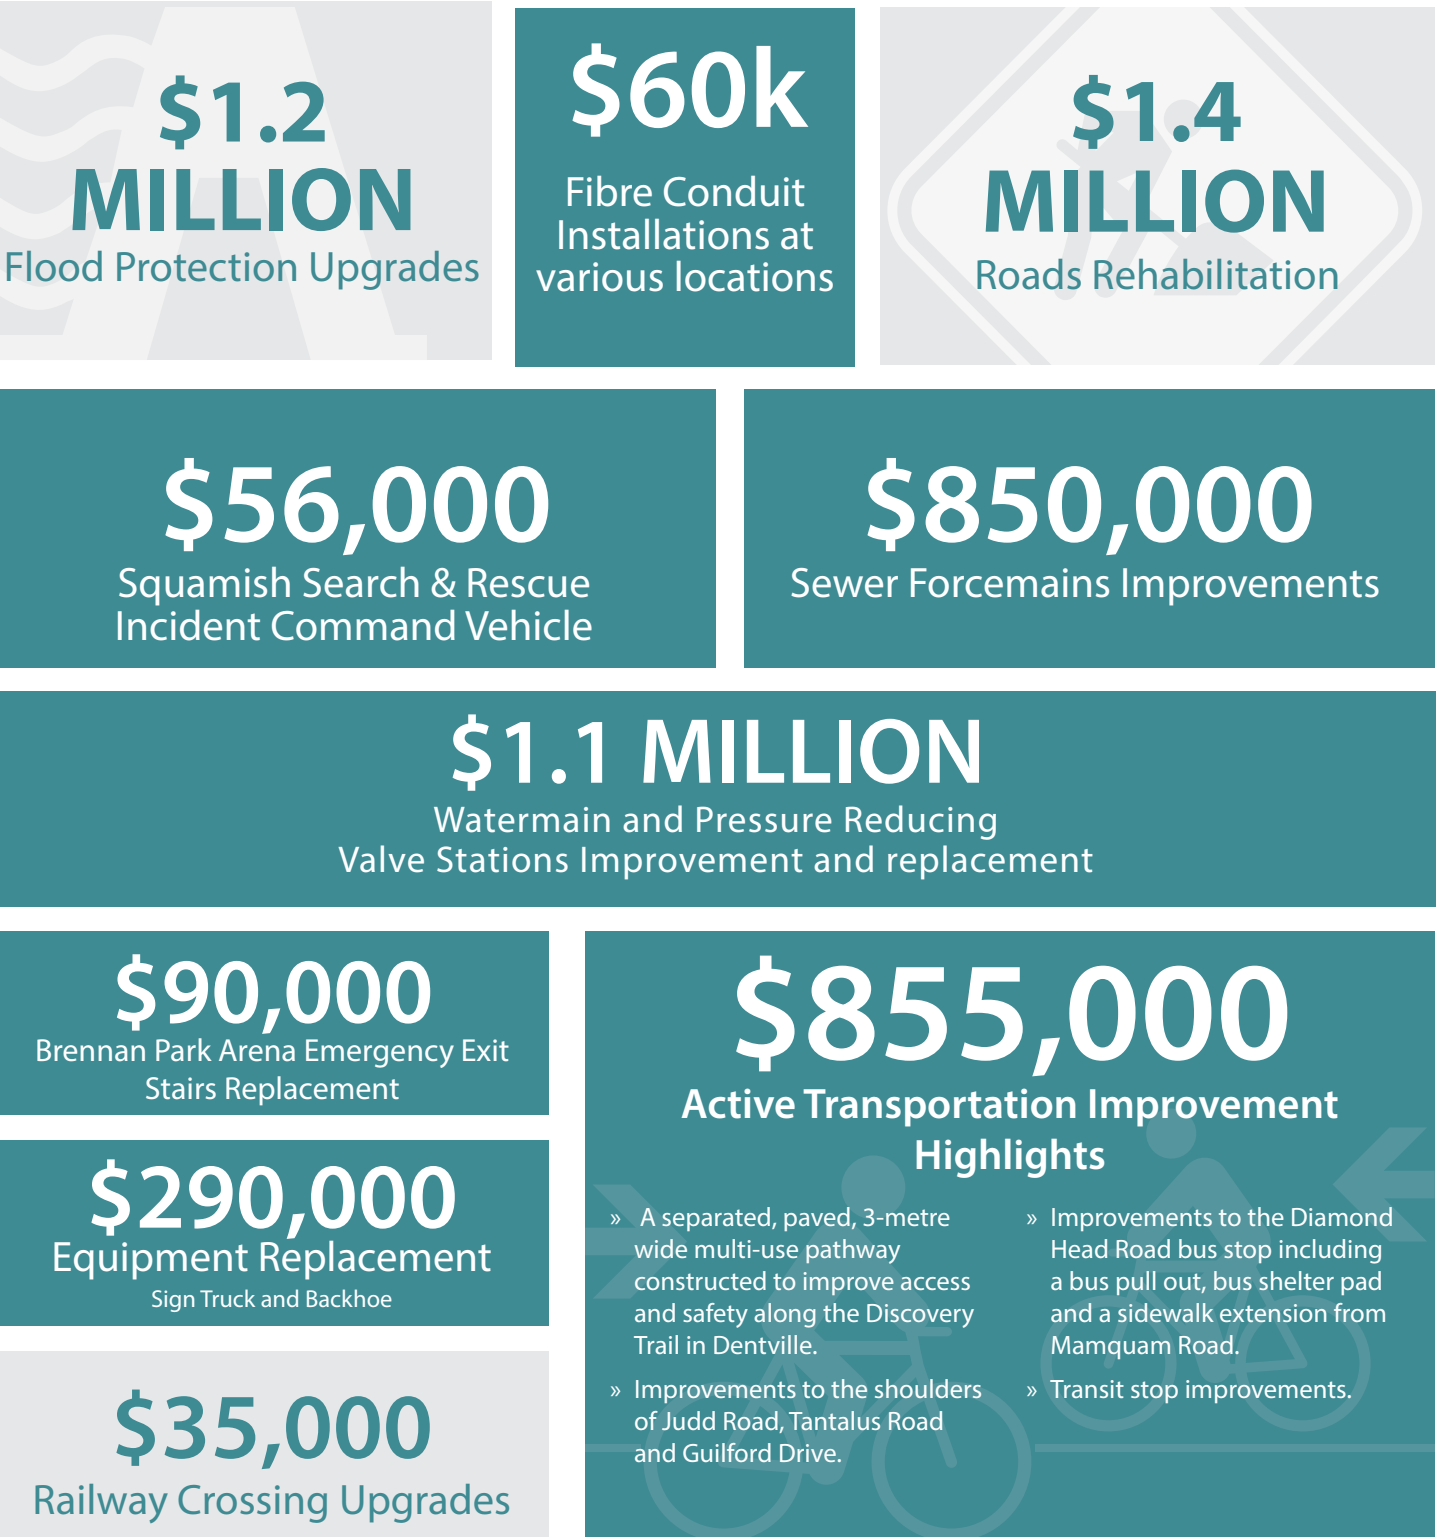 $1.2
MILLION
Flood Protection Upgrades
$60k
Fibre Conduit
Installations at
various locations
$1.4
MILLION
Roads Rehabilitation
$56,000
Squamish Search & Rescue
Incident Command Vehicle
$850,000
Sewer Forcemains Improvements
$1.1 MILLION
Watermain and Pressure Reducing
Valve Stations Improvement and replacement
$90,000
Brennan Park Arena Emergency Exit
Stairs Replacement
$290,000
Equipment Replacement
Sign Truck and Backhoe
$35,000
Railway Crossing Upgrades
$855,000
Active Transportation Improvement
Highlights
» A separated, paved, 3-metre
wide multi-use pathway
constructed to improve access
and safety along the Discovery
Trail in Dentville.
» Improvements to the shoulders
of Judd Road, Tantalus Road
and Guilford Drive.
» Improvements to the Diamond
Head Road bus stop including
a bus pull out, bus shelter pad
and a sidewalk extension from
Mamquam Road.
» Transit stop improvements.